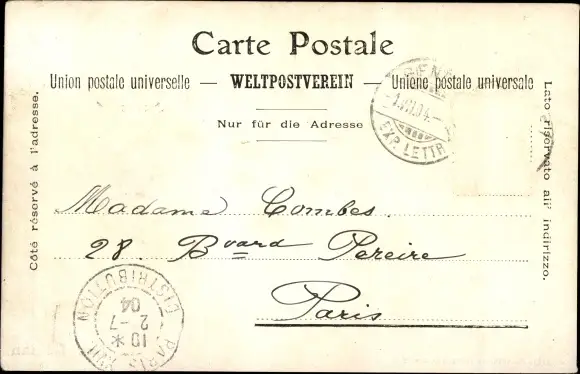 Carte Postale
Union postale universelle — WELTPOSTVEREIN — Unione postale universale
Nur für die Adresse
Côté réservé à l'adresse.
Lato riservato all' indirizzo.
EXP. LETTR.
Madame Combes.
28. Bvard Pereire
Paris
PARIS
DISTRIBUTION
10 *
2-7
04